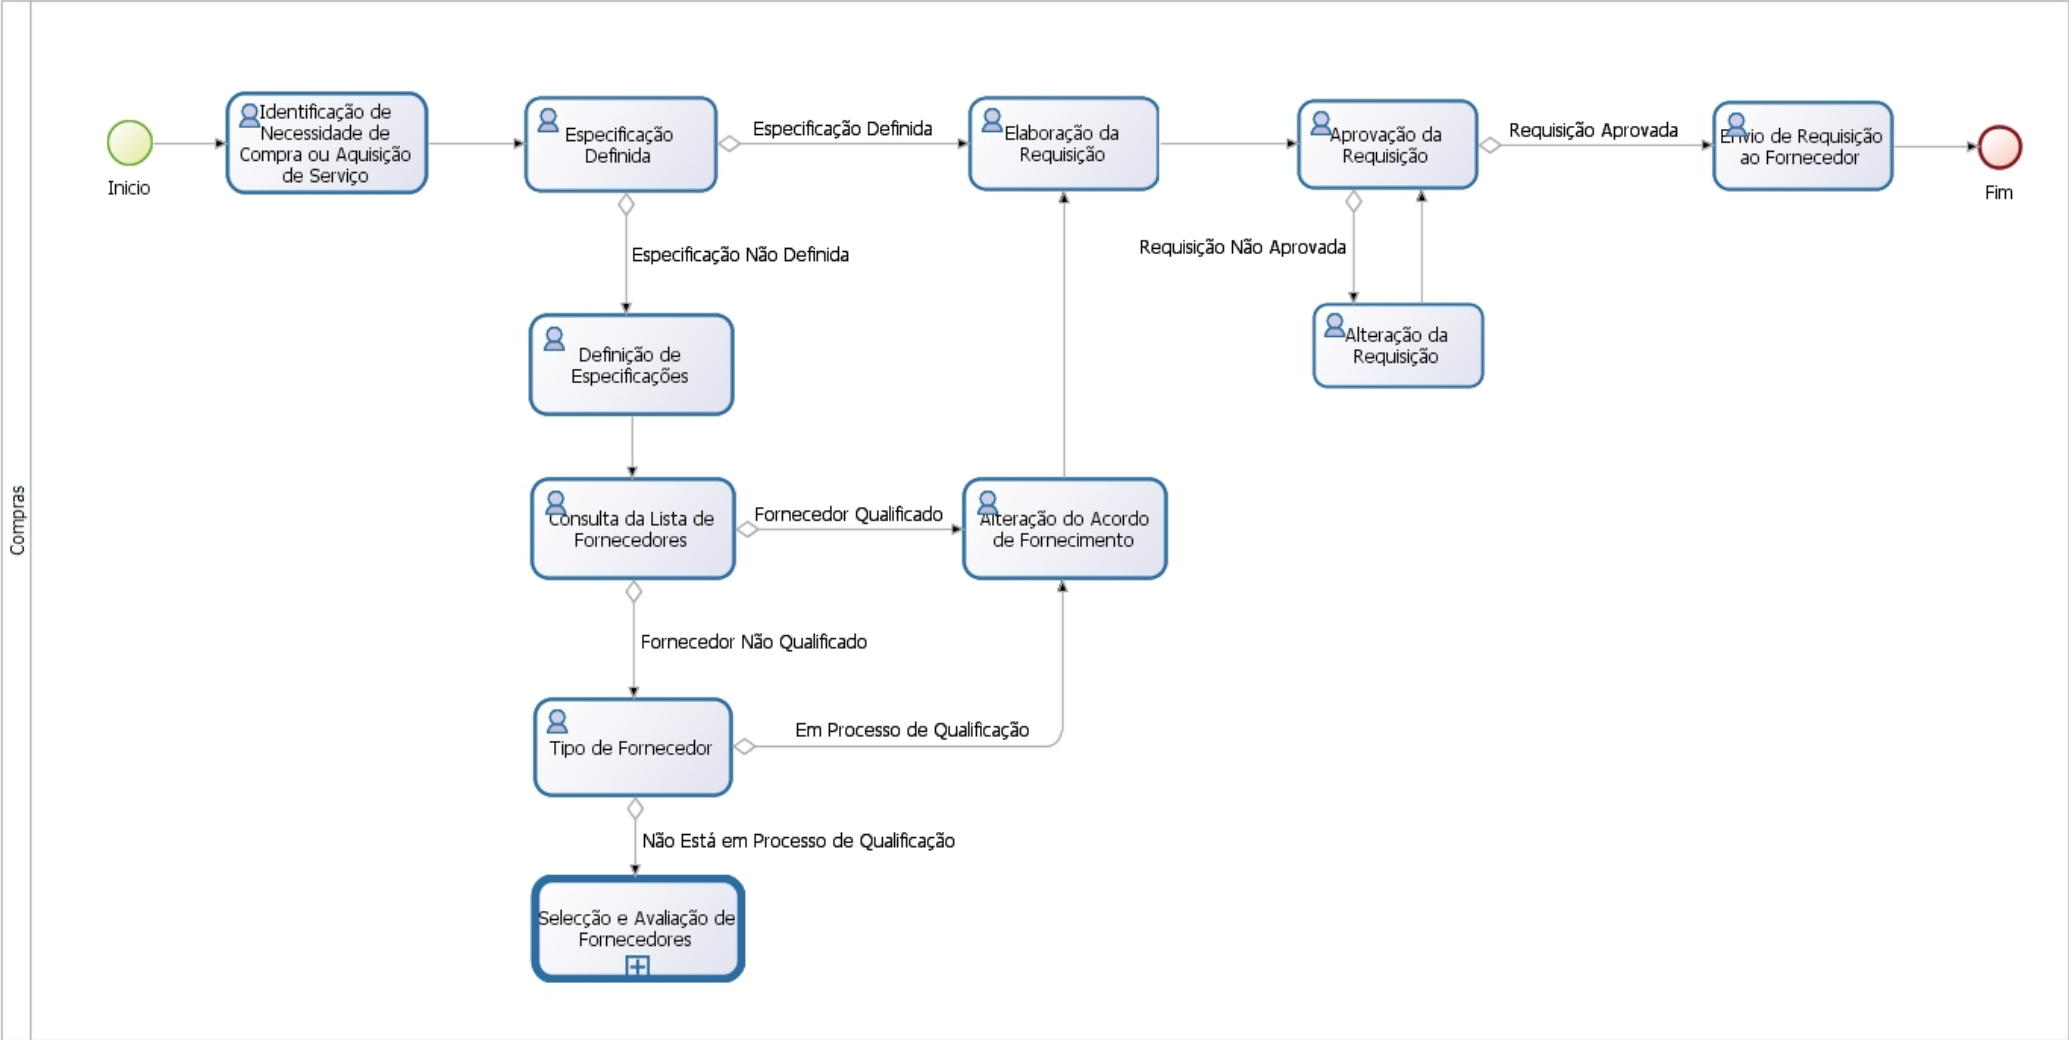 Compras
Inicio
Identificação de
Necessidade de
Compra ou Aquisição
de Serviço
Especificação
Definida
Especificação Definida
Elaboração da
Requisição
Aprovação da
Requisição
Requisição Aprovada
Envio de Requisição
ao Fornecedor
Fim
Especificação Não Definida
Requisição Não Aprovada
Definição de
Especificações
Alteração da
Requisição
Consulta da Lista de
Fornecedores
Fornecedor Qualificado
Alteração do Acordo
de Fornecimento
Fornecedor Não Qualificado
Tipo de Fornecedor
Em Processo de Qualificação
Não Está em Processo de Qualificação
Selecção e Avaliação de
Fornecedores